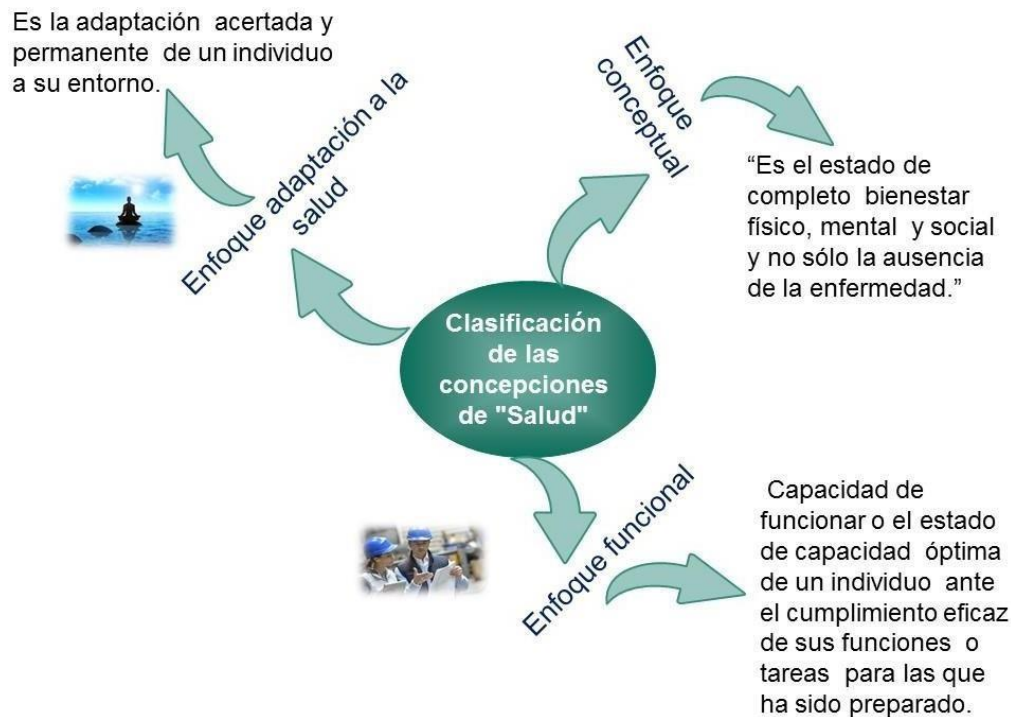 Es la adaptación acertada y
permanente de un individuo
a su entorno.
Enfoque adaptación a la
salud
Enfoque
conceptual
“Es el estado de
completo bienestar
físico, mental y social
y no sólo la ausencia
de la enfermedad.”
Clasificación
de las
concepciones
de "Salud"
Enfoque funcional
Capacidad de
funcionar o el estado
de capacidad óptima
de un individuo ante
el cumplimiento eficaz
de sus funciones o
tareas para las que
ha sido preparado.